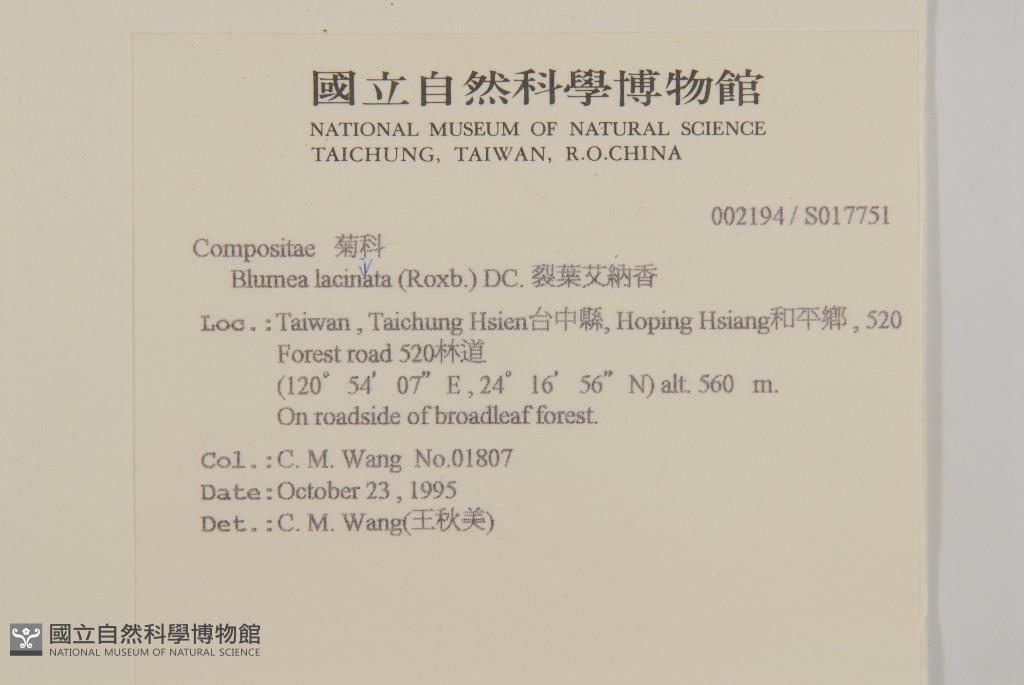 國立自然科學博物館
NATIONAL MUSEUM OF NATURAL SCIENCE
TAICHUNG, TAIWAN, R.O.CHINA
002194 / S017751
Compositae 菊科
Blumea lacinata (Roxb.) DC. 裂葉艾納香
Loc.: Taiwan , Taichung Hsien台中縣, Hoping Hsiang和平鄉 , 520
Forest road 520林道
(120° 54′ 07” E , 24° 16′ 56” N) alt. 560 m.
On roadside of broadleaf forest.
Col.: C. M. Wang No.01807
Date: October 23 , 1995
Det.: C. M. Wang(王秋美)
國立自然科學博物館
NATIONAL MUSEUM OF NATURAL SCIENCE